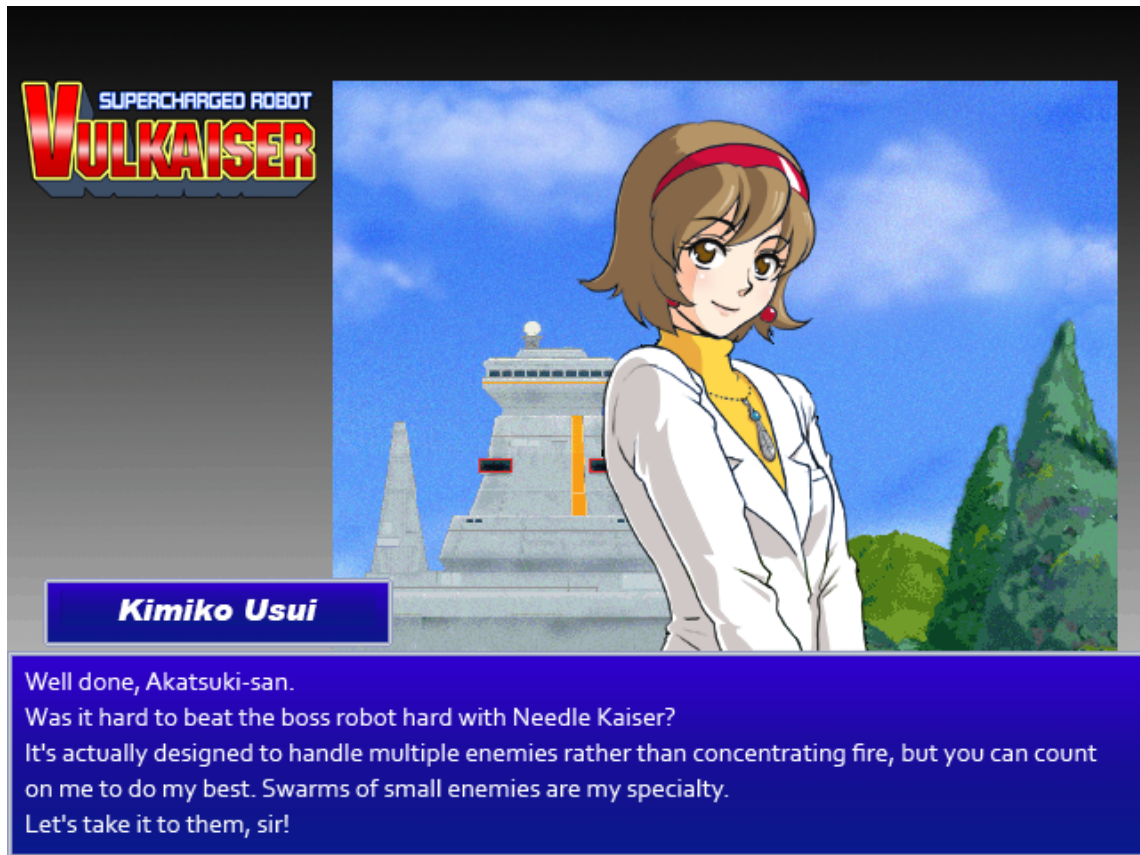 SUPERCHARGED ROBOT
VULKAISER
Kimiko Usui
Well done, Akatsuki-san.
Was it hard to beat the boss robot hard with Needle Kaiser?
It's actually designed to handle multiple enemies rather than concentrating fire, but you can count
on me to do my best. Swarms of small enemies are my specialty.
Let's take it to them, sir!